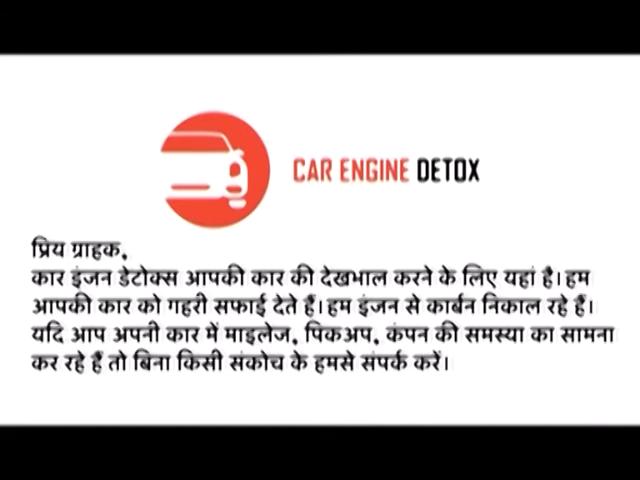 CAR ENGINE DETOX
प्रिय ग्राहक,
कार इंजन डेटोक्स आपकी कार की देखभाल करने के लिए यहां है। हम
आपकी कार को गहरी सफाई देते हैं। हम इंजन से कार्बन निकाल रहे हैं।
यदि आप अपनी कार में माइलेज, पिकअप, कंपन की समस्या का सामना
कर रहे हैं तो बिना किसी संकोच के हमसे संपर्क करें।